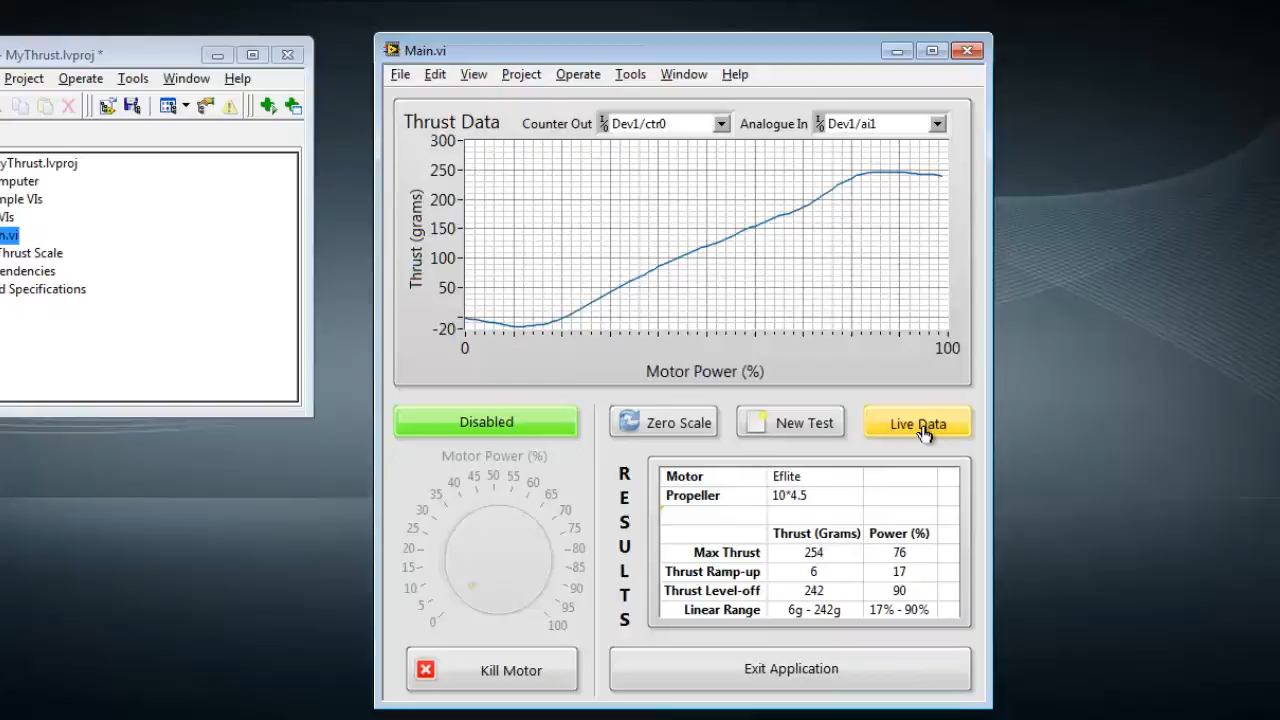 MyThrust.lvproj *
Project Operate Tools Window Help
yThrust.lvproj
mputer
mple VIs
VIs
n.vi
Thrust Scale
endencies
d Specifications
Main.vi
File Edit View Project Operate Tools Window Help
Thrust Data Counter Out Dev1/ctr0 Analogue In Dev1/ai1
300
250
200
150
100
50
-20
Thrust (grams)
0 100
Motor Power (%)
Disabled
Zero Scale
New Test
Live Data
Motor Power (%)
0 5 10 15 20 25 30 35 40 45 50 55 60 65 70 75 80 85 90 95 100
RESULTS
Motor Eflite
Propeller 10*4.5
Thrust (Grams) Power (%)
Max Thrust 254 76
Thrust Ramp-up 6 17
Thrust Level-off 242 90
Linear Range 6g - 242g 17% - 90%
Kill Motor
Exit Application